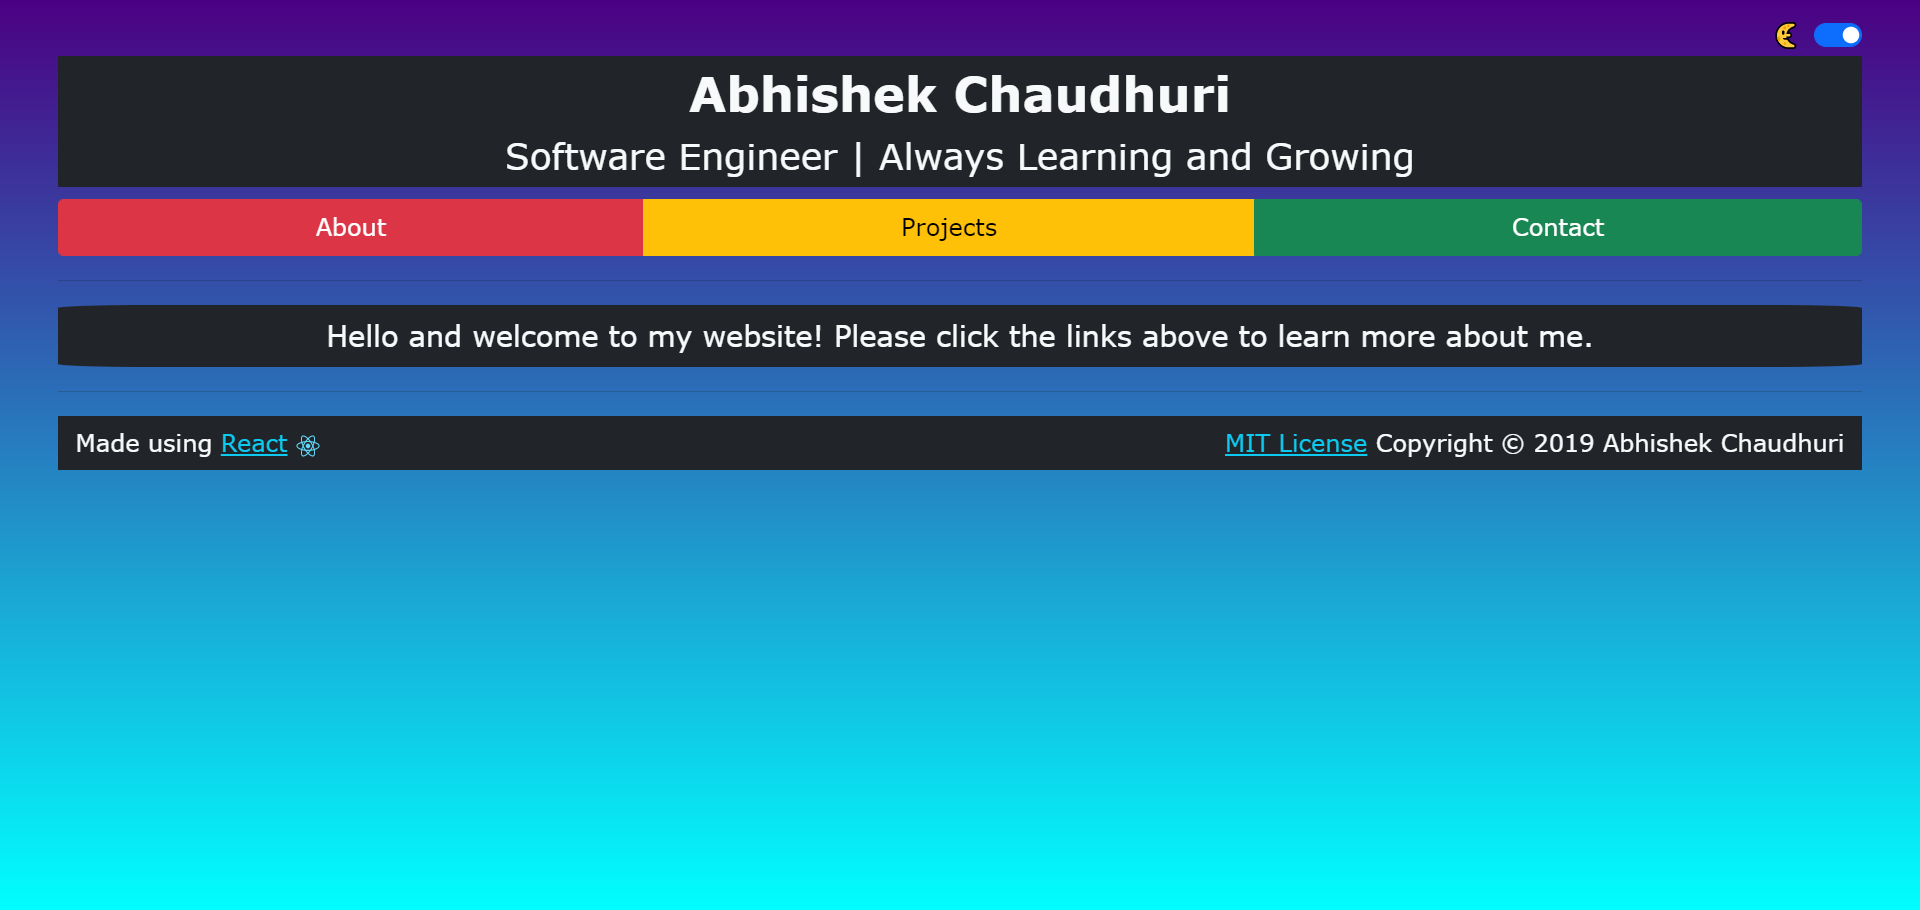 Abhishek Chaudhuri
Software Engineer | Always Learning and Growing
About
Projects
Contact
Hello and welcome to my website! Please click the links above to learn more about me.
Made using React
MIT License Copyright © 2019 Abhishek Chaudhuri